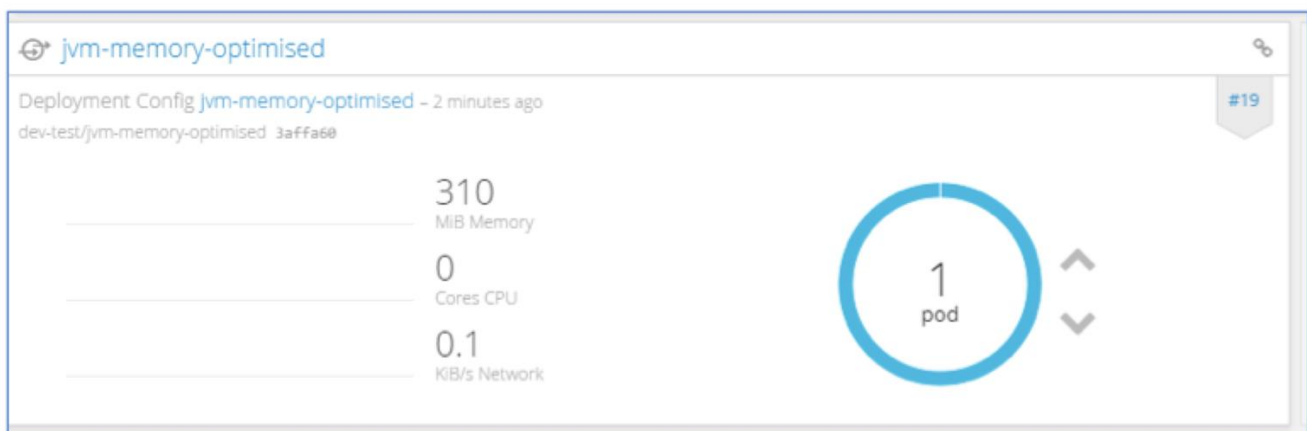 jvm-memory-optimised
Deployment Config jvm-memory-optimised – 2 minutes ago
#19
dev-test/jvm-memory-optimised 3affa60
310
MiB Memory
0
Cores CPU
0.1
KiB/s Network
1
pod